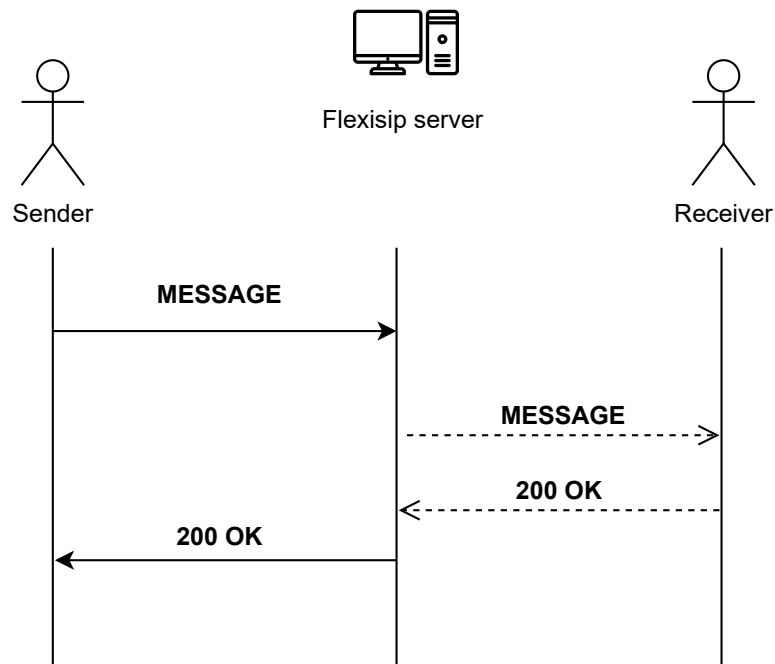 Flexisip server
Sender
Receiver
MESSAGE
MESSAGE
200 OK
200 OK